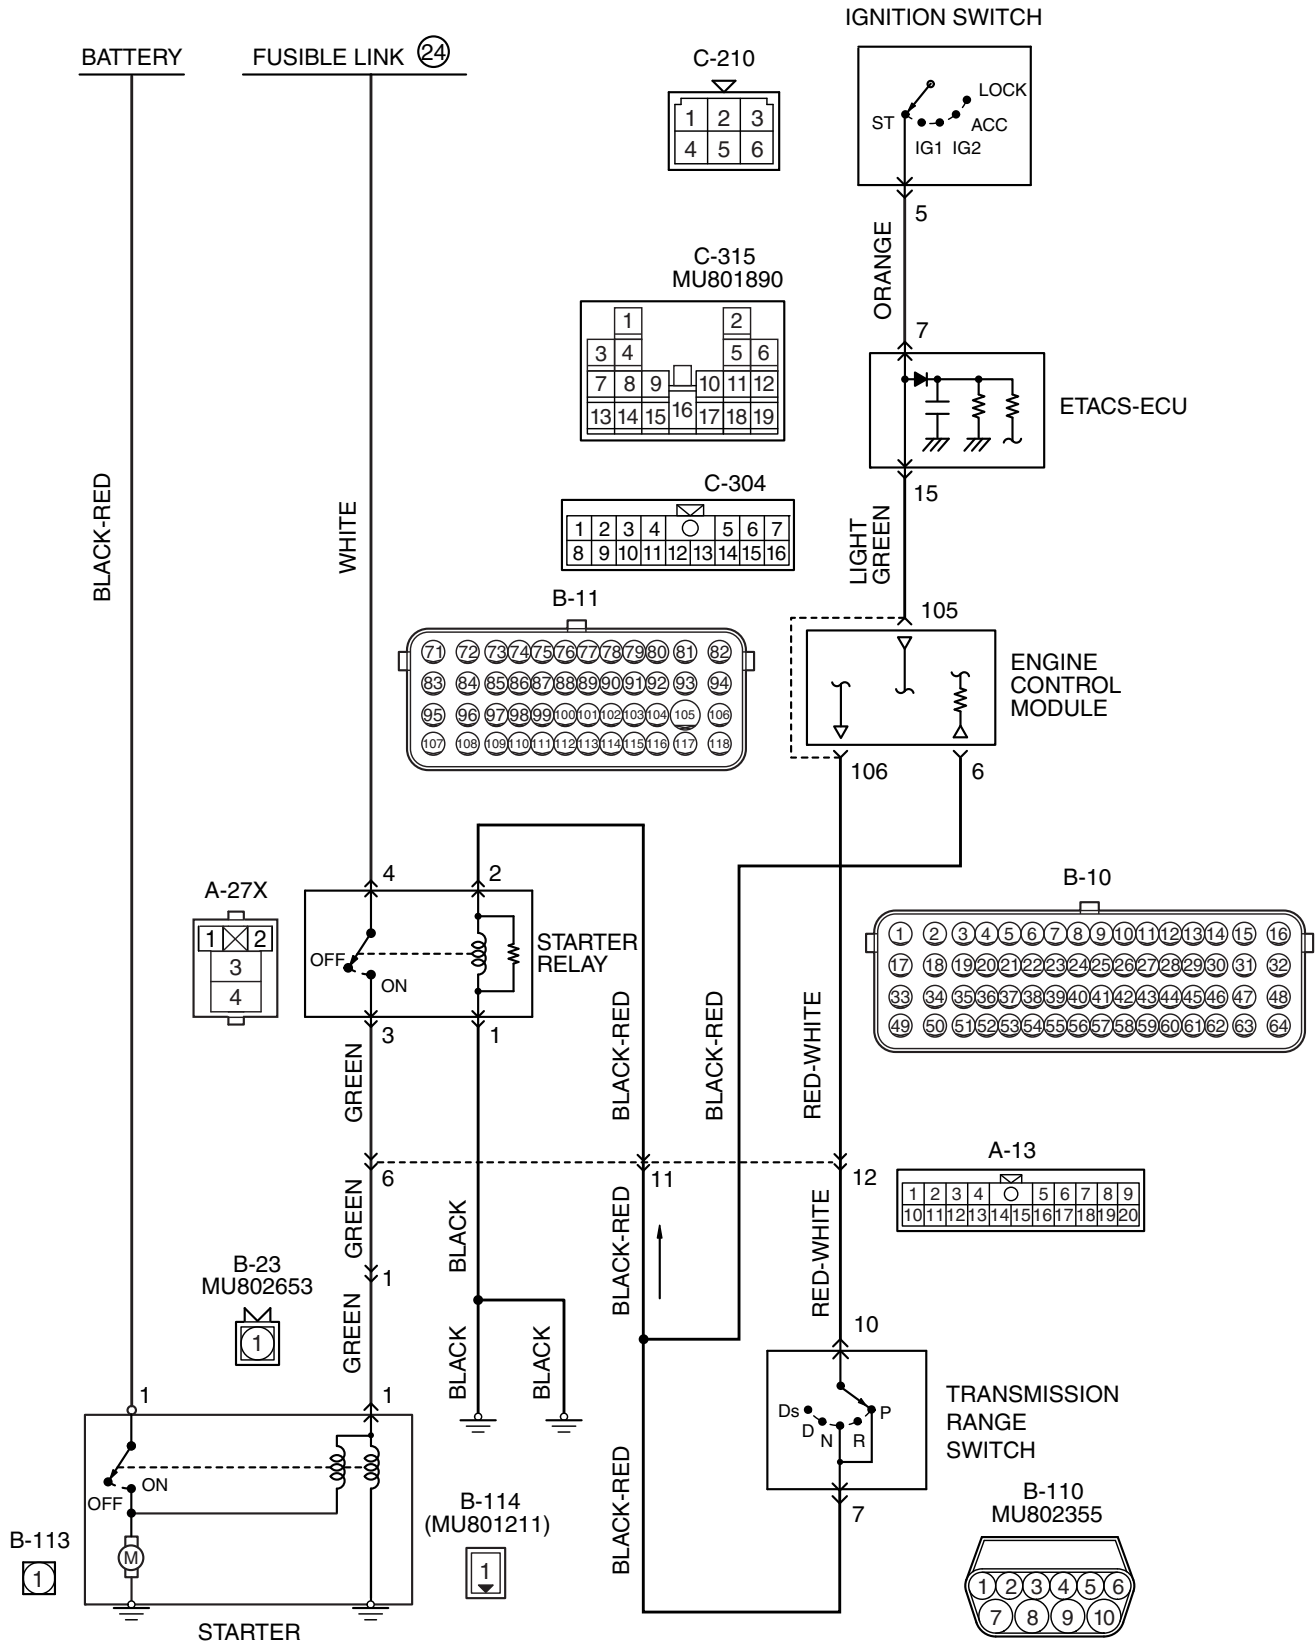 IGNITION SWITCH
BATTERY
FUSIBLE LINK 24
C-210
1 2 3
4 5 6
LOCK
ST
ACC
IG1 IG2
5
ORANGE
C-315
MU801890
1 2
3 4 5 6
7 8 9 10 11 12
13 14 15 16 17 18 19
7
ETACS-ECU
15
LIGHT
GREEN
C-304
1 2 3 4 5 6 7
8 9 10 11 12 13 14 15 16
BLACK-RED
WHITE
B-11
71 72 73 74 75 76 77 78 79 80 81 82
83 84 85 86 87 88 89 90 91 92 93 94
95 96 97 98 99 100 101 102 103 104 105 106
107 108 109 110 111 112 113 114 115 116 117 118
105
ENGINE
CONTROL
MODULE
106
6
A-27X
1 2
3
4
4
2
OFF
ON
STARTER
RELAY
3
1
B-10
1 2 3 4 5 6 7 8 9 10 11 12 13 14 15 16
17 18 19 20 21 22 23 24 25 26 27 28 29 30 31 32
33 34 35 36 37 38 39 40 41 42 43 44 45 46 47 48
49 50 51 52 53 54 55 56 57 58 59 60 61 62 63 64
GREEN
BLACK-RED
BLACK-RED
RED-WHITE
6
11
12
A-13
1 2 3 4 5 6 7 8 9
10 11 12 13 14 15 16 17 18 19 20
GREEN
BLACK
BLACK-RED
RED-WHITE
B-23
MU802653
1
1
GREEN
BLACK
BLACK
10
Ds
D
N
R
P
TRANSMISSION
RANGE
SWITCH
7
1
1
ON
OFF
M
BLACK-RED
B-113
1
B-114
(MU801211)
1
B-110
MU802355
1 2 3 4 5 6
7 8 9 10
STARTER